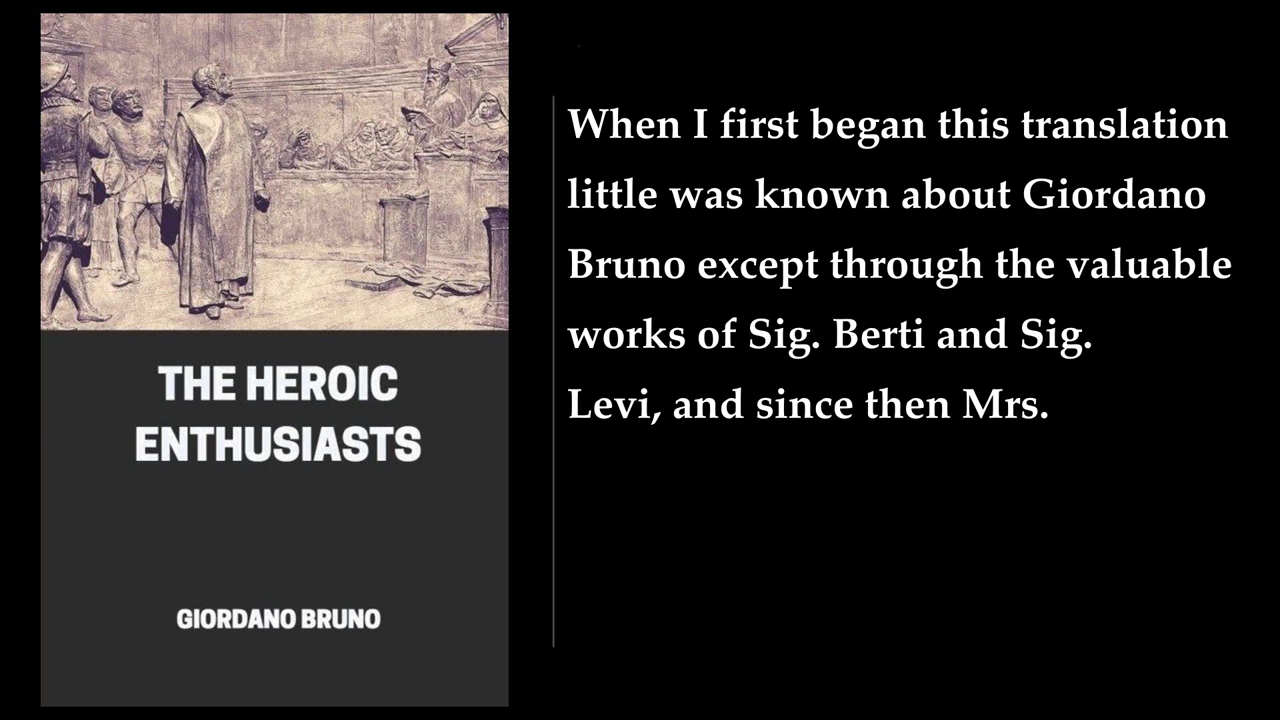 THE HEROIC
ENTHUSIASTS
GIORDANO BRUNO
When I first began this translation
little was known about Giordano
Bruno except through the valuable
works of Sig. Berti and Sig.
Levi, and since then Mrs.